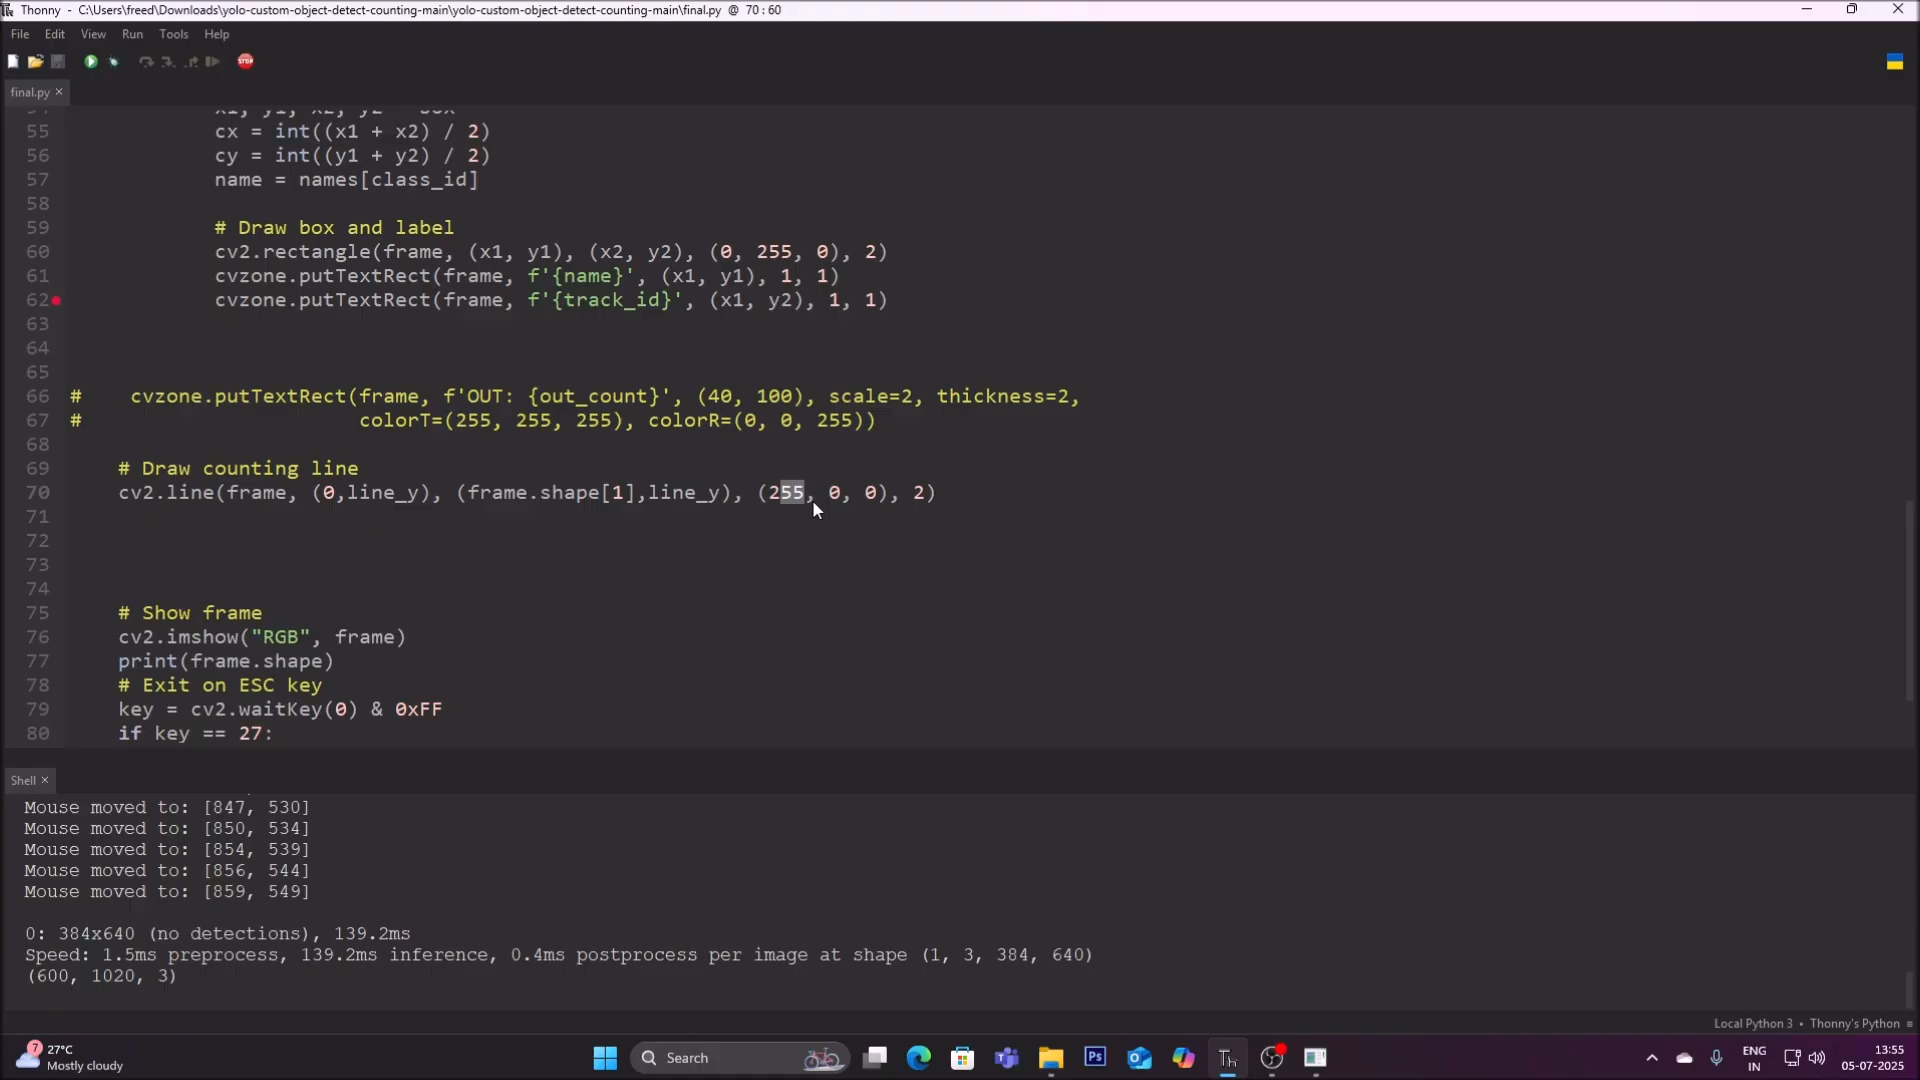 Thonny - C:\Users\freed\Downloads\yolo-custom-object-detect-counting-main\yolo-custom-object-detect-counting-main\final.py @ 70 : 60
File Edit View Run Tools Help
STOP
final.py ×
55 cx = int((x1 + x2) / 2)
56 cy = int((y1 + y2) / 2)
57 name = names[class_id]
58
59 # Draw box and label
60 cv2.rectangle(frame, (x1, y1), (x2, y2), (0, 255, 0), 2)
61 cvzone.putTextRect(frame, f'{name}', (x1, y1), 1, 1)
62 cvzone.putTextRect(frame, f'{track_id}', (x1, y2), 1, 1)
63
64
65
66 # cvzone.putTextRect(frame, f'OUT: {out_count}', (40, 100), scale=2, thickness=2,
67 # colorT=(255, 255, 255), colorR=(0, 0, 255))
68
69 # Draw counting line
70 cv2.line(frame, (0,line_y), (frame.shape[1],line_y), (255, 0, 0), 2)
71
72
73
74
75 # Show frame
76 cv2.imshow("RGB", frame)
77 print(frame.shape)
78 # Exit on ESC key
79 key = cv2.waitKey(0) & 0xFF
80 if key == 27:
Shell ×
Mouse moved to: [847, 530]
Mouse moved to: [850, 534]
Mouse moved to: [854, 539]
Mouse moved to: [856, 544]
Mouse moved to: [859, 549]
0: 384x640 (no detections), 139.2ms
Speed: 1.5ms preprocess, 139.2ms inference, 0.4ms postprocess per image at shape (1, 3, 384, 640)
(600, 1020, 3)
Local Python 3 • Thonny's Python ≡
7 27°C
Mostly cloudy
Search
Ps
Th
ENG
IN
13:55
05-07-2025